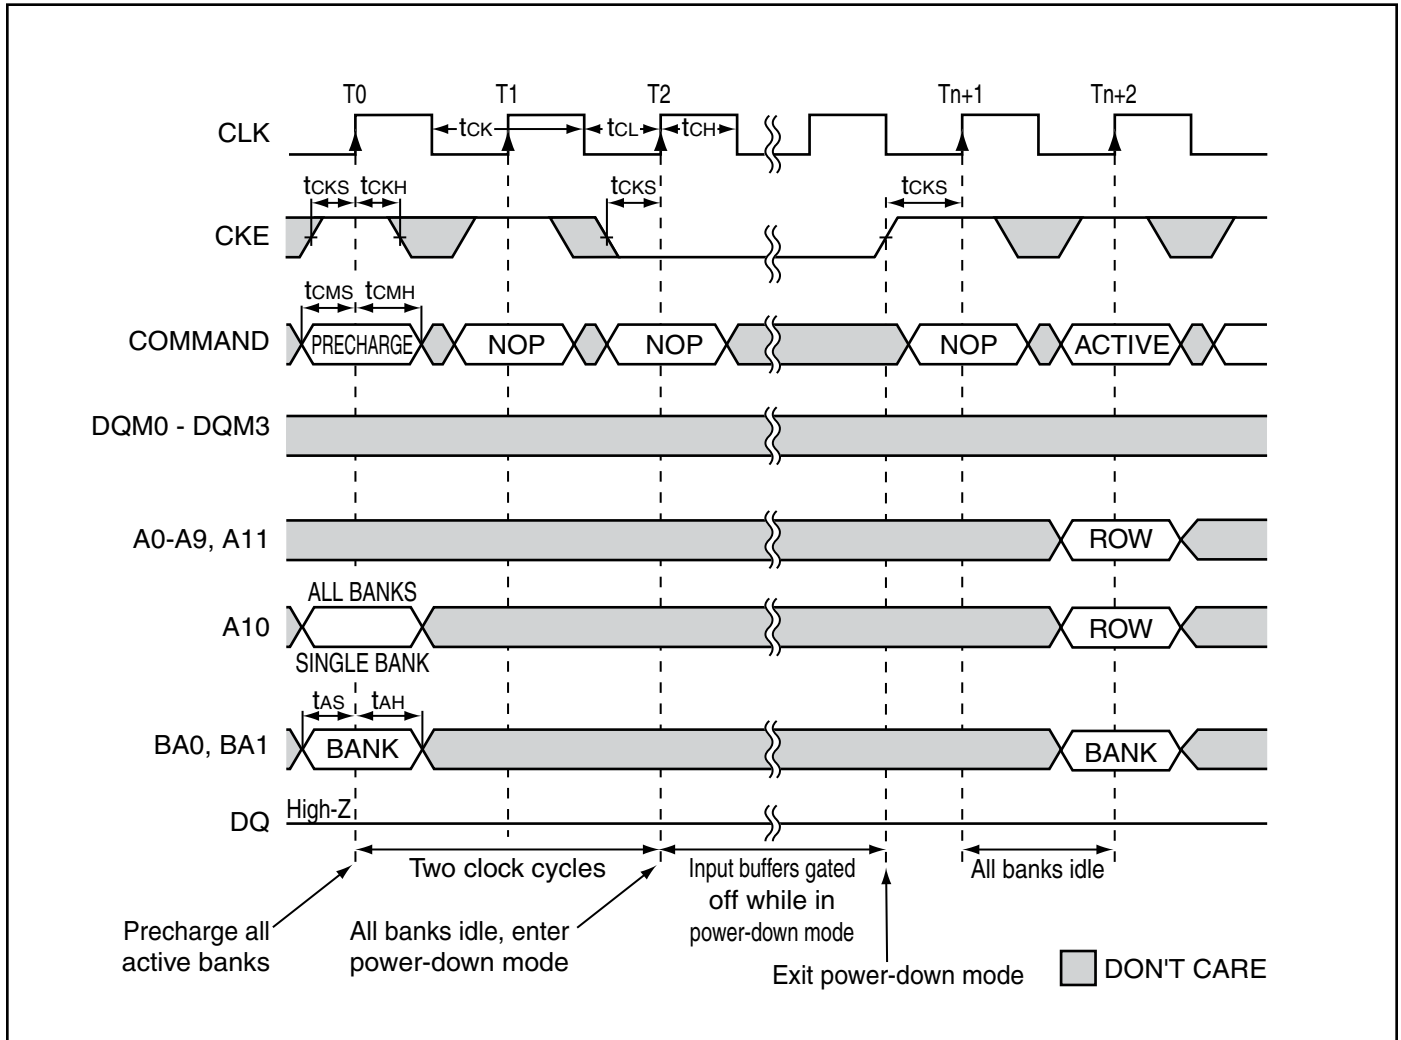 T0 T1 T2 Tn+1 Tn+2
CLK tCK tCL tCH
tCKS tCKH tCKS tCKS
CKE
tCMS tCMH
COMMAND PRECHARGE NOP NOP NOP ACTIVE
DQM0 - DQM3
A0-A9, A11 ROW
ALL BANKS
A10 ROW
SINGLE BANK
tAS tAH
BA0, BA1 BANK BANK
DQ High-Z
Two clock cycles
Input buffers gated
off while in
power-down mode
All banks idle
Precharge all
active banks
All banks idle, enter
power-down mode
Exit power-down mode
DON'T CARE